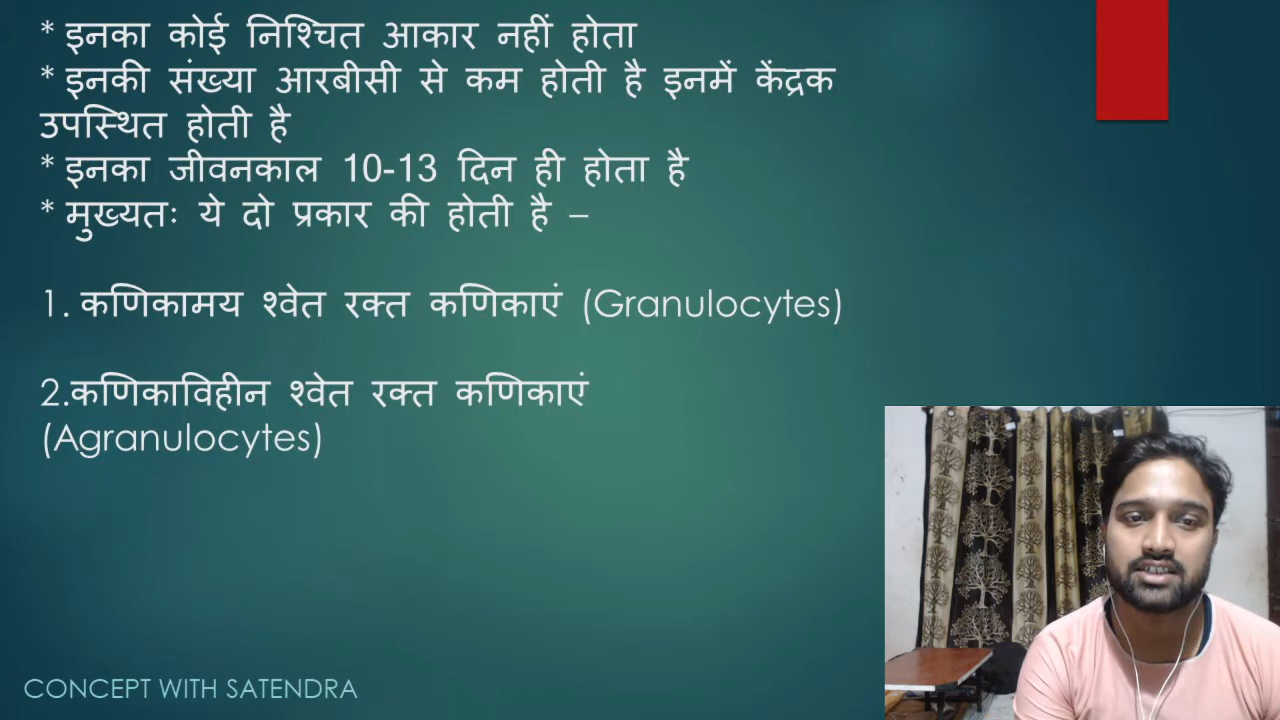 * इनका कोई निश्चित आकार नहीं होता
* इनकी संख्या आरबीसी से कम होती है इनमें केंद्रक
उपस्थित होती है
* इनका जीवनकाल 10-13 दिन ही होता है
* मुख्यतः ये दो प्रकार की होती है –
1. कणिकामय श्वेत रक्त कणिकाएं (Granulocytes)
2.कणिकाविहीन श्वेत रक्त कणिकाएं
(Agranulocytes)
CONCEPT WITH SATENDRA